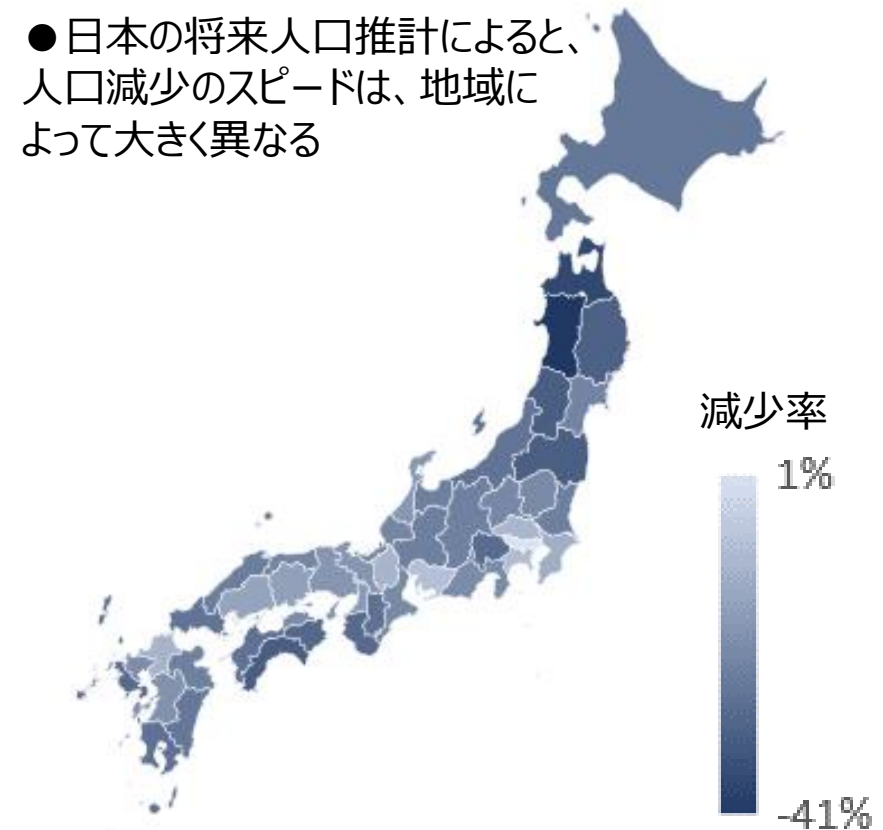 ●日本の将来人口推計によると、
人口減少のスピードは、地域に
よって大きく異なる
減少率
1%
-41%